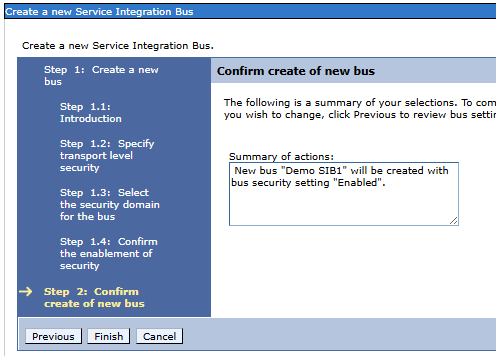 Create a new Service Integration Bus
Create a new Service Integration Bus.
Step 1: Create a new
bus
Step 1.1:
Introduction
Step 1.2: Specify
transport level
security
Step 1.3: Select
the security domain
for the bus
Step 1.4: Confirm
the enablement of
security
Step 2: Confirm
create of new bus
Confirm create of new bus
The following is a summary of your selections. To
you wish to change, click Previous to review bus
Summary of actions:
New bus "Demo SIB1" will be created with
bus security setting "Enabled".
Previous
Finish
Cancel